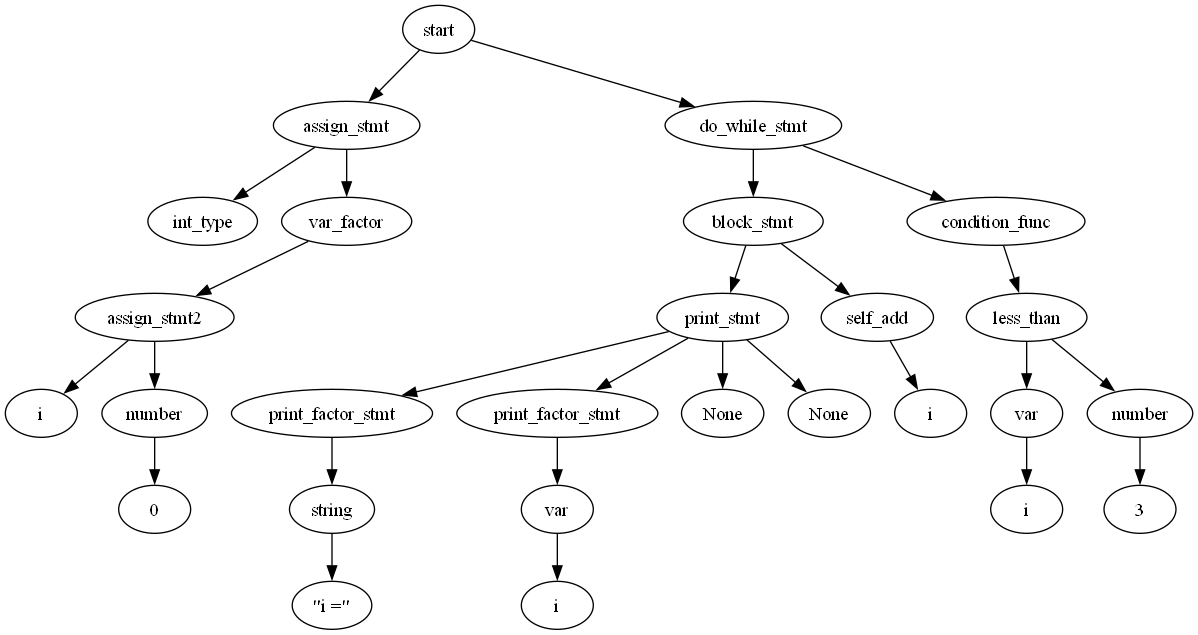 start
assign_stmt
do_while_stmt
int_type
var_factor
block_stmt
condition_func
assign_stmt2
print_stmt
self_add
less_than
i
number
print_factor_stmt
print_factor_stmt
None
None
i
var
number
0
string
var
i
3
"i ="
i